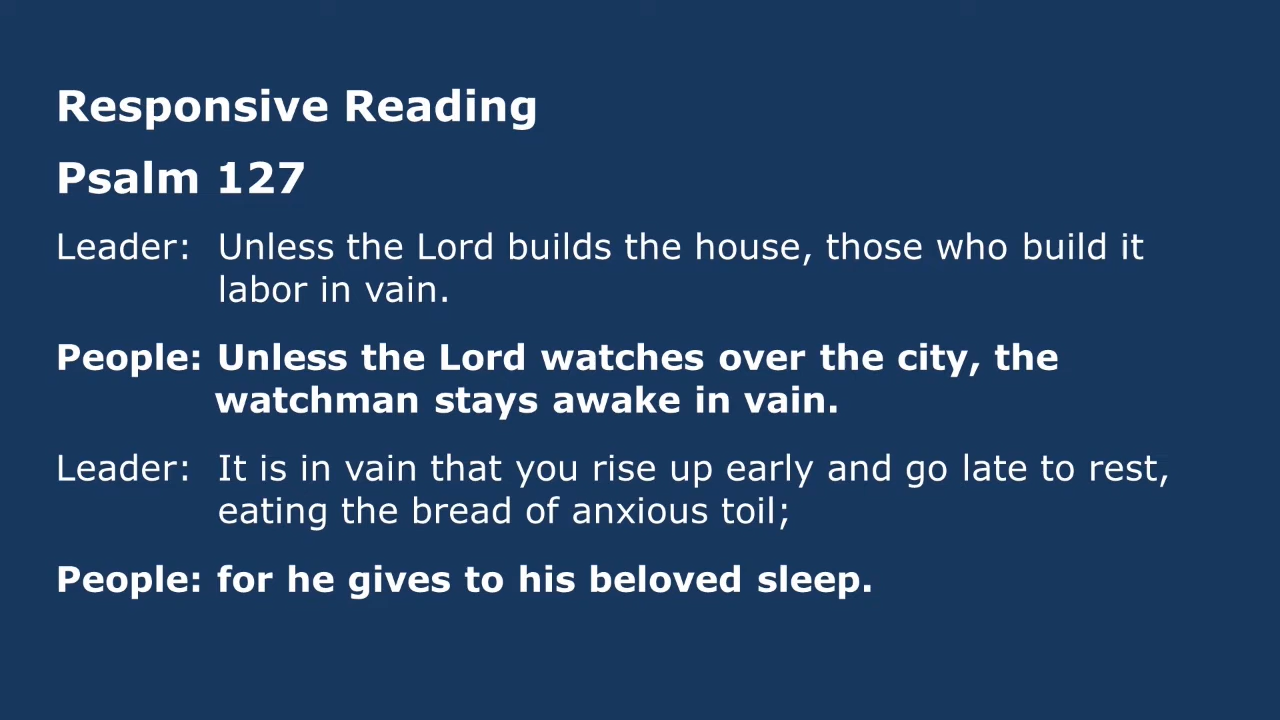 Responsive Reading
Psalm 127
Leader: Unless the Lord builds the house, those who build it
labor in vain.
People: Unless the Lord watches over the city, the
watchman stays awake in vain.
Leader: It is in vain that you rise up early and go late to rest,
eating the bread of anxious toil;
People: for he gives to his beloved sleep.